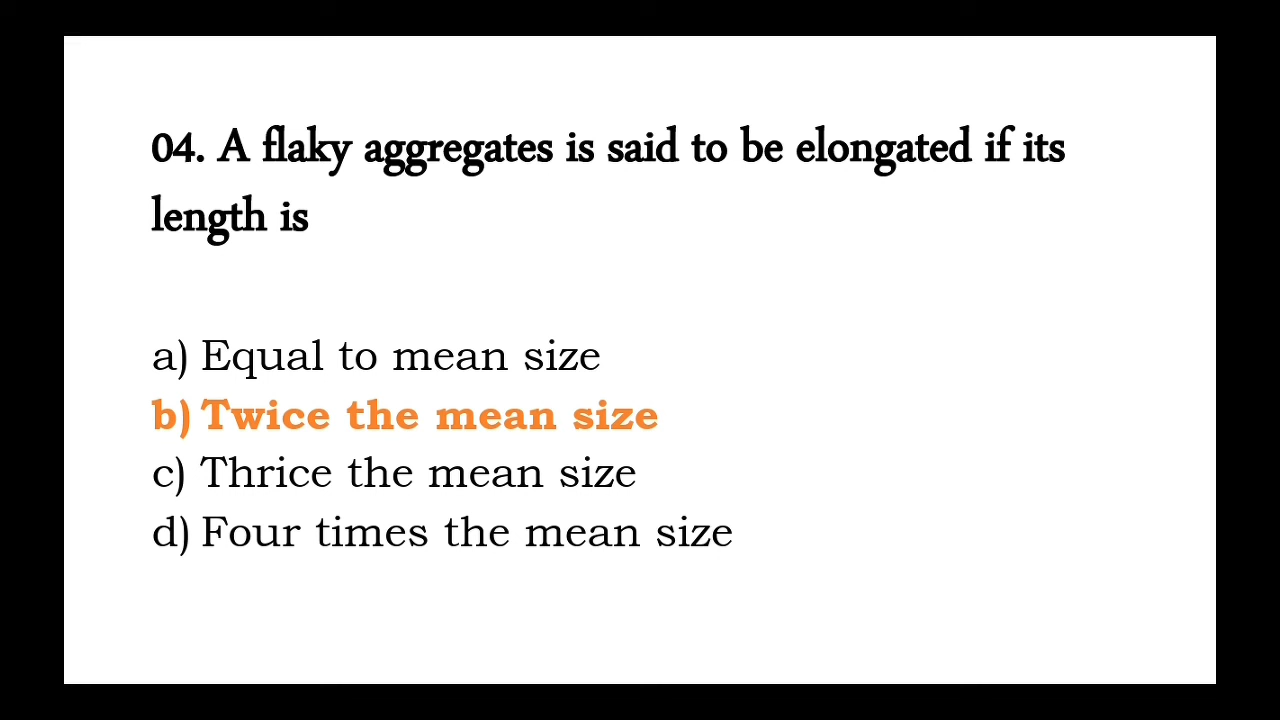 04. A flaky aggregates is said to be elongated if its
length is
a) Equal to mean size
b) Twice the mean size
c) Thrice the mean size
d) Four times the mean size